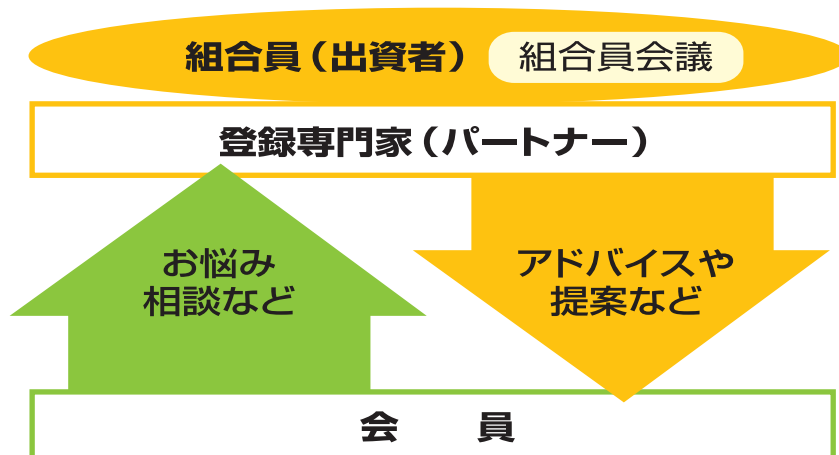 組合員（出資者） 組合員会議
登録専門家（パートナー）
お悩み
相談など
アドバイスや
提案など
会　　員